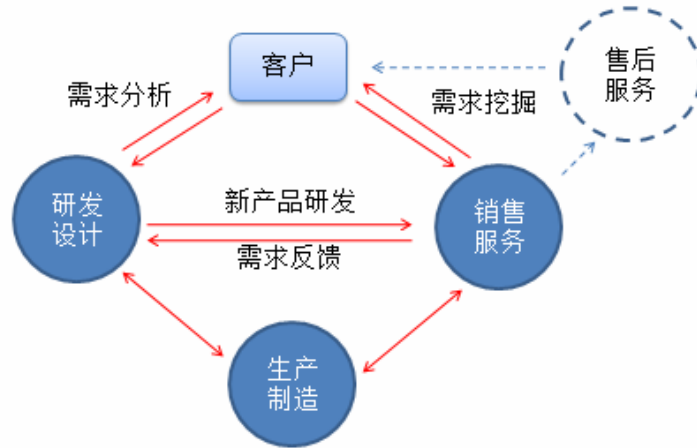 客户
售后
服务
需求分析
需求挖掘
研发
设计
新产品研发
销售
服务
需求反馈
生产
制造